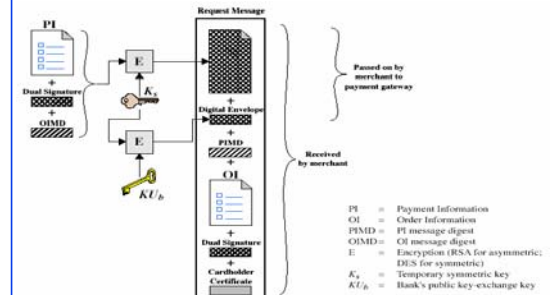 Request Message
PI
+
Dual Signature
+
OIMD
E
Ks
E
KUb
+
Digital Envelope
+
PIMD
+
OI
+
Dual Signature
+
Cardholder
Certificate
Passed on by
merchant to
payment gateway
Received
by merchant
PI = Payment Information
OI = Order Information
PIMD = PI message digest
OIMD = OI message digest
E = Encryption (RSA for asymmetric;
DES for symmetric)
Ks = Temporary symmetric key
KUb = Bank's public key-exchange key